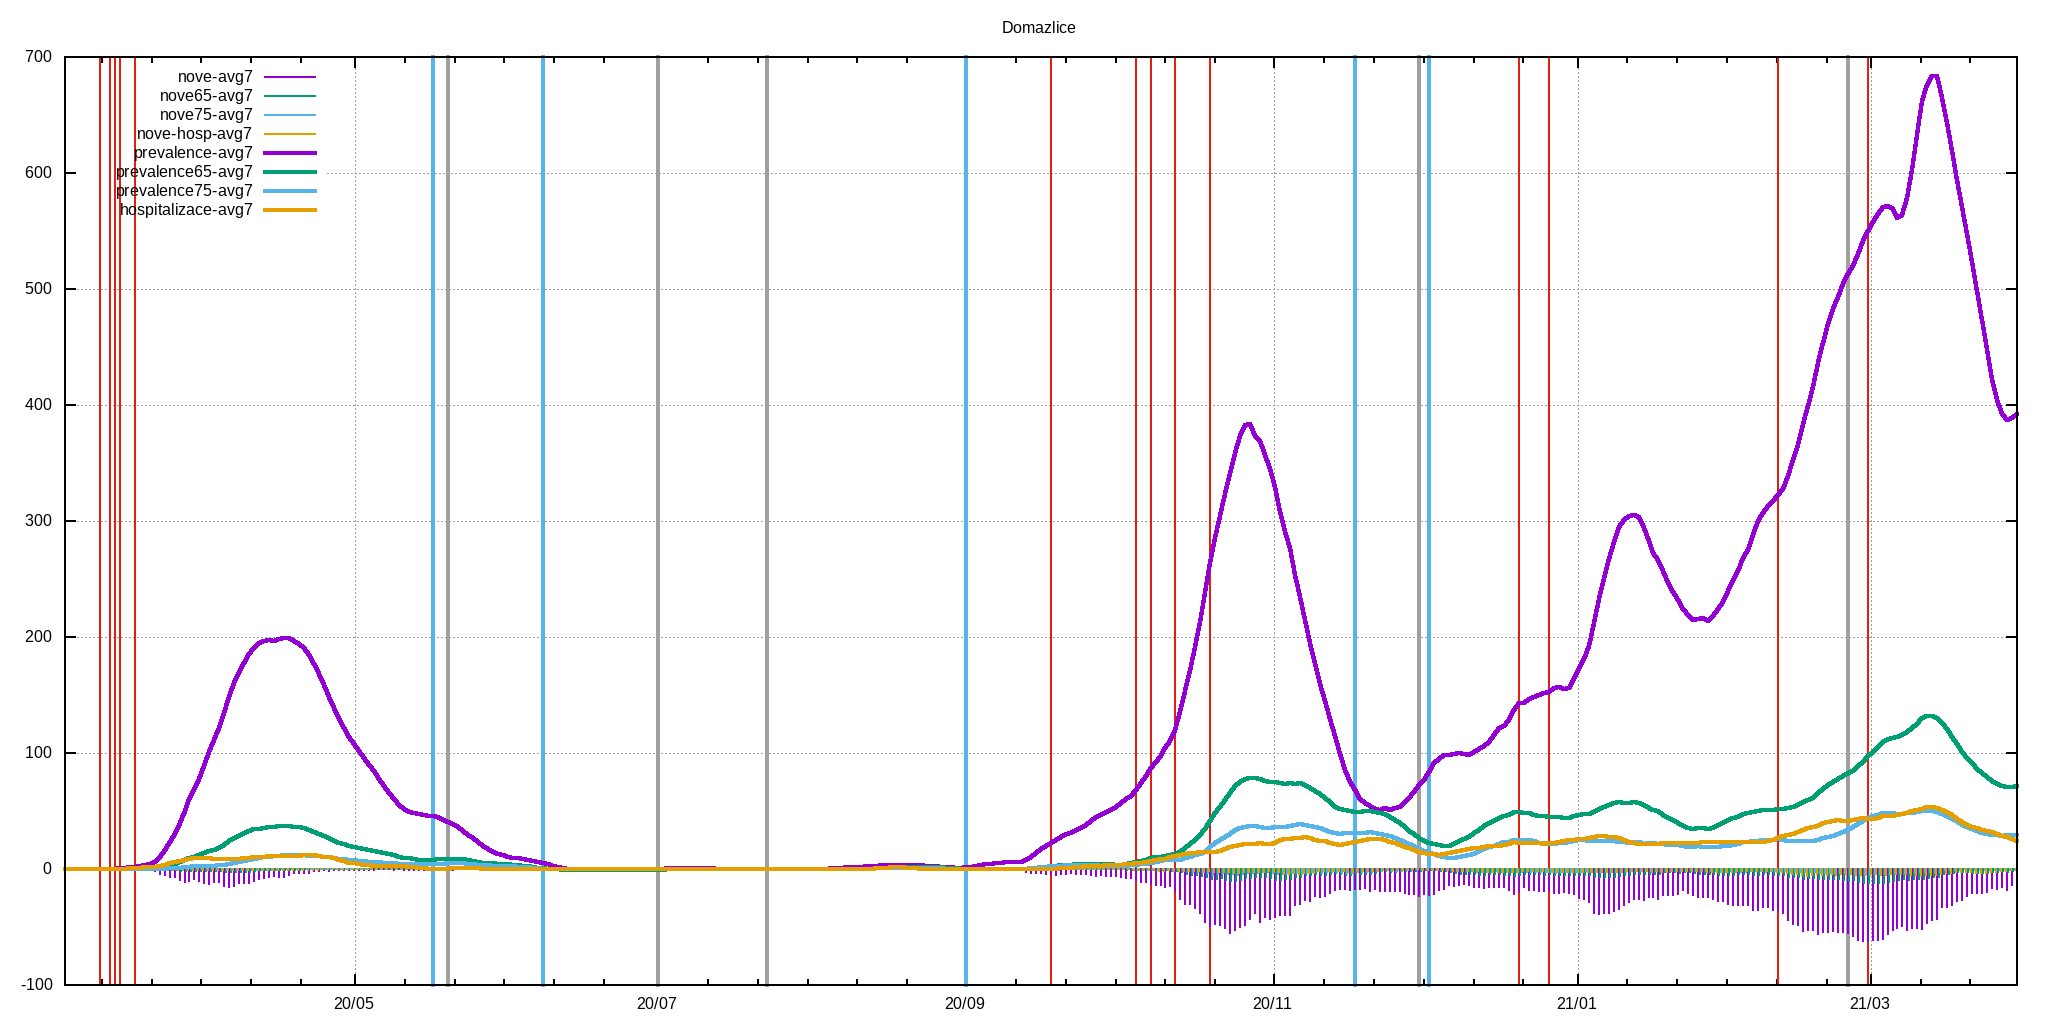 Domazlice
700
600
500
400
300
200
100
0
-100
nove-avg7
nove65-avg7
nove75-avg7
nove-hosp-avg7
prevalence-avg7
prevalence65-avg7
prevalence75-avg7
hospitalizace-avg7
20/05 20/07 20/09 20/11 21/01 21/03